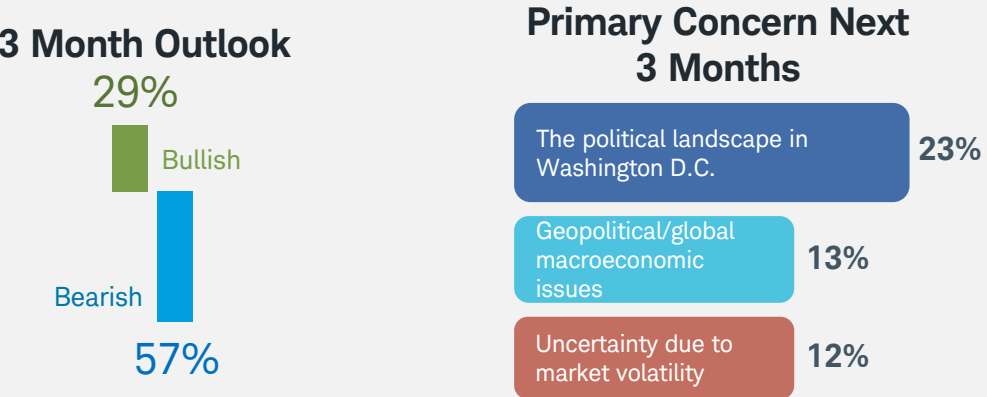 3 Month Outlook
29%
Bullish
Bearish
57%
Primary Concern Next
3 Months
The political landscape in
Washington D.C.
23%
Geopolitical/global
macroeconomic
issues
13%
Uncertainty due to
market volatility
12%